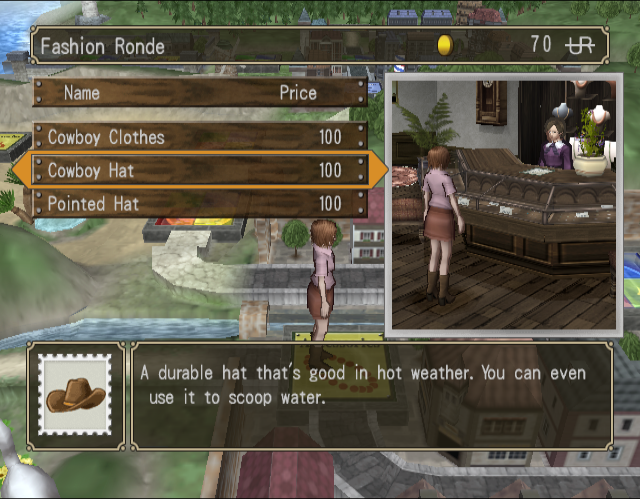 Fashion Ronde
70
Name Price
Cowboy Clothes 100
Cowboy Hat 100
Pointed Hat 100
A durable hat that's good in hot weather. You can even
use it to scoop water.